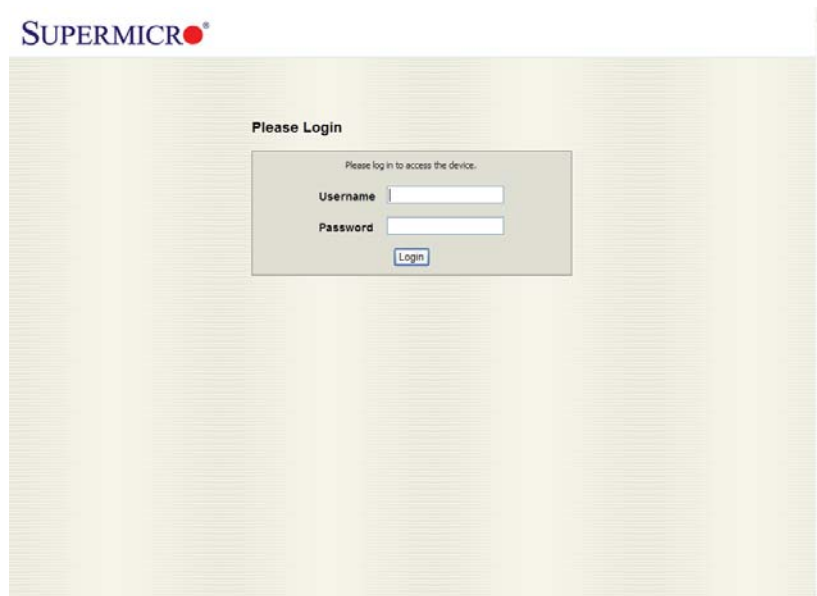 SUPERMICRO®
Please Login
Please log in to access the device.
Username
Password
Login